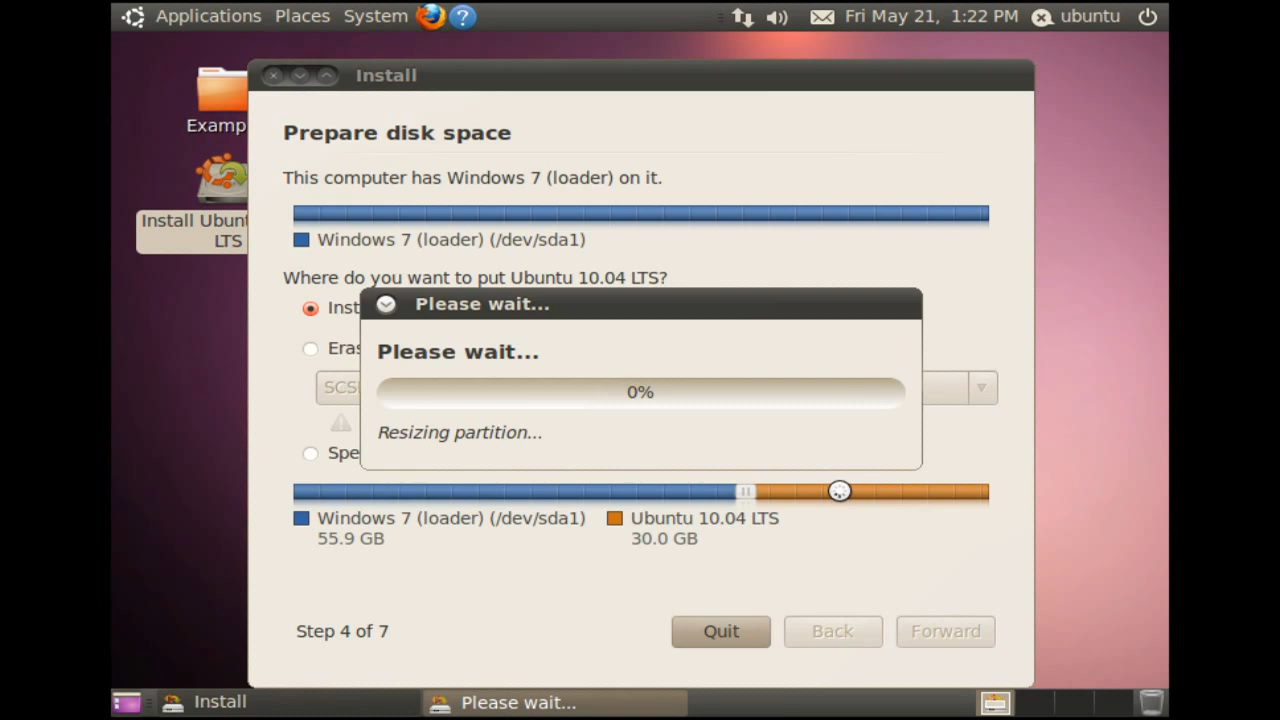 Applications Places System ? Fri May 21, 1:22 PM ubuntu
Install
Examp
Install Ubunt
LTS
Prepare disk space
This computer has Windows 7 (loader) on it.
Windows 7 (loader) (/dev/sda1)
Where do you want to put Ubuntu 10.04 LTS?
Inst
Eras
SCSI
Spe
Please wait...
Please wait...
0%
Resizing partition...
Windows 7 (loader) (/dev/sda1)
55.9 GB
Ubuntu 10.04 LTS
30.0 GB
Step 4 of 7
Quit
Back
Forward
Install
Please wait...